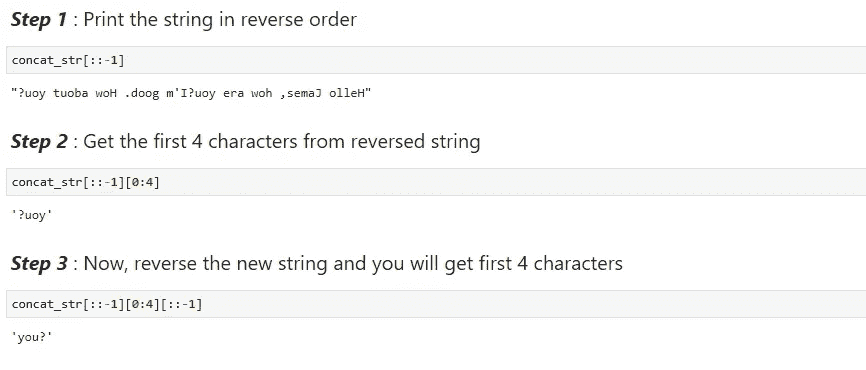 Step 1 : Print the string in reverse order
concat_str[::-1]
"?uoy tuoba woH .doog m'I?uoy era woh ,semaJ olleH"
Step 2 : Get the first 4 characters from reversed string
concat_str[::-1][0:4]
'?uoy'
Step 3 : Now, reverse the new string and you will get first 4 characters
concat_str[::-1][0:4][::-1]
'you?'